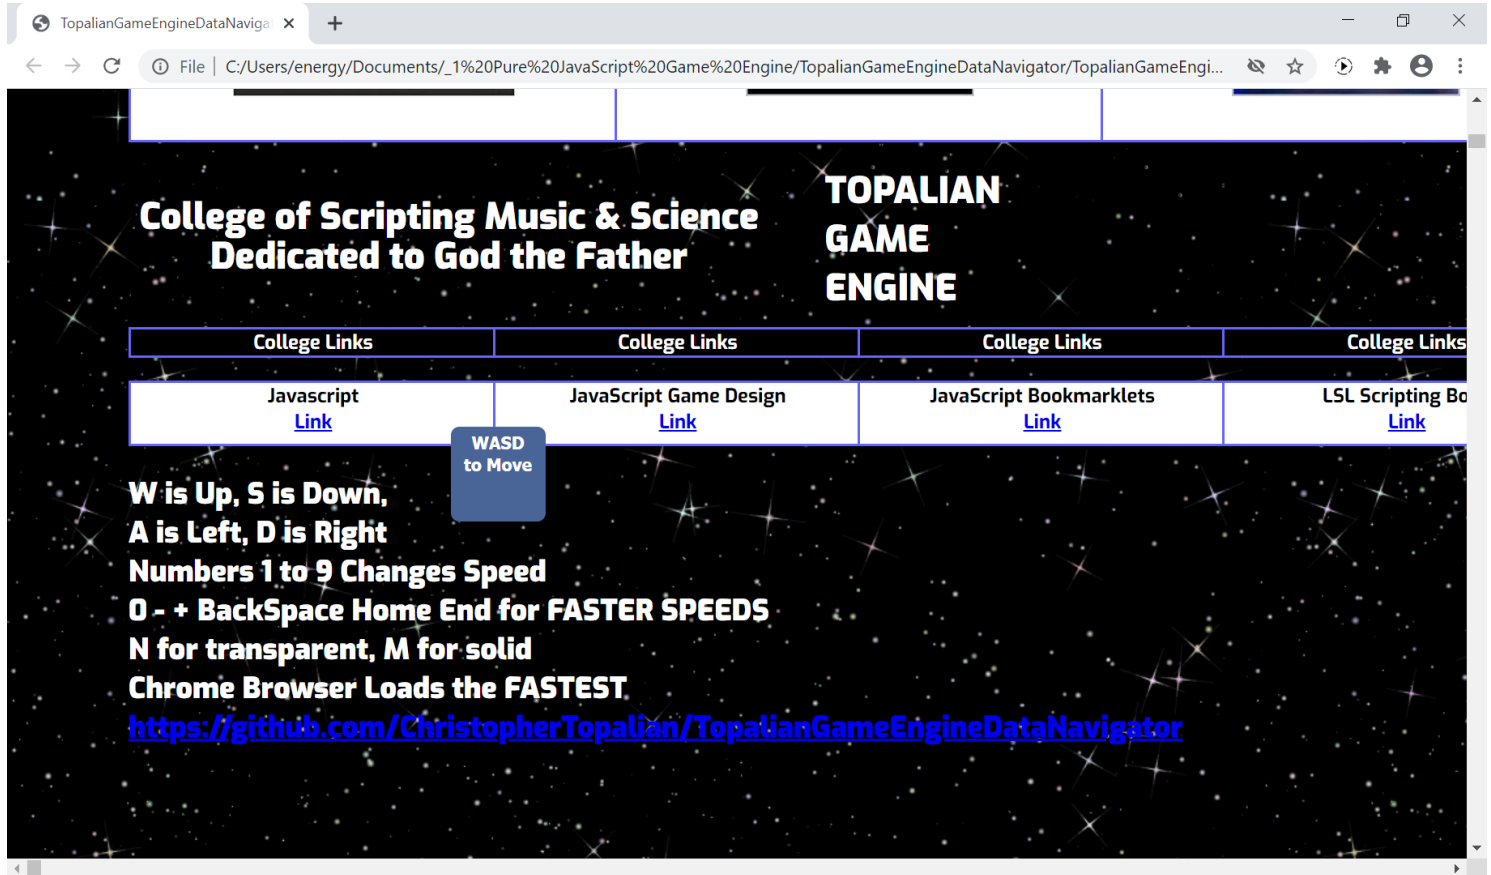 TopalianGameEngineDataNaviga
File
C:/Users/energy/Documents/_1%20Pure%20JavaScript%20Game%20Engine/TopalianGameEngineDataNavigator/TopalianGameEngi...
College of Scripting Music & Science
Dedicated to God the Father
TOPALIAN
GAME
ENGINE
College Links
College Links
College Links
College Links
Javascript
Link
JavaScript Game Design
Link
JavaScript Bookmarklets
Link
LSL Scripting Bo
Link
WASD
to Move
W is Up, S is Down,
A is Left, D is Right
Numbers 1 to 9 Changes Speed
0 - + BackSpace Home End for FASTER SPEEDS
N for transparent, M for solid
Chrome Browser Loads the FASTEST
https://github.com/ChristopherTopalian/TopalianGameEngineDataNavigator